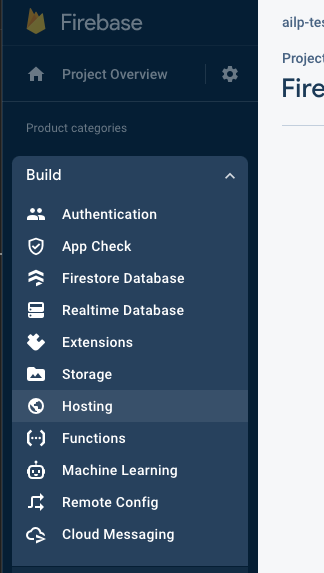 Firebase
Project Overview
Product categories
Build
Authentication
App Check
Firestore Database
Realtime Database
Extensions
Storage
Hosting
Functions
Machine Learning
Remote Config
Cloud Messaging
ailp-tes
Project
Fire